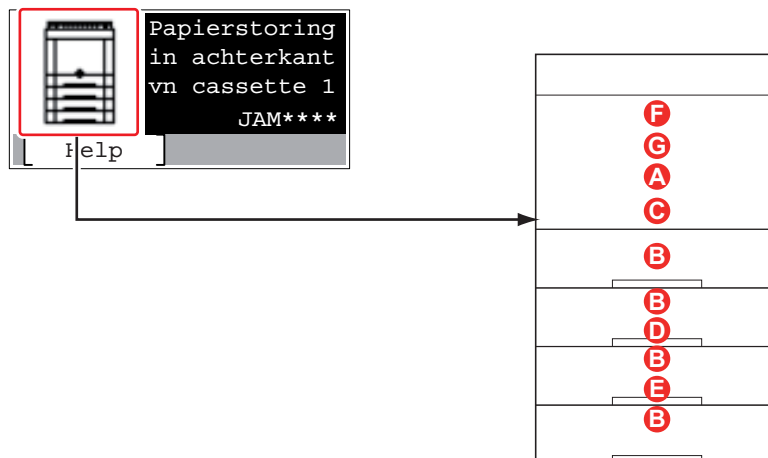 Papierstoring
in achterkant
vn cassette 1
JAM****
[ Help ]
F
G
A
C
B
B
D
B
E
B